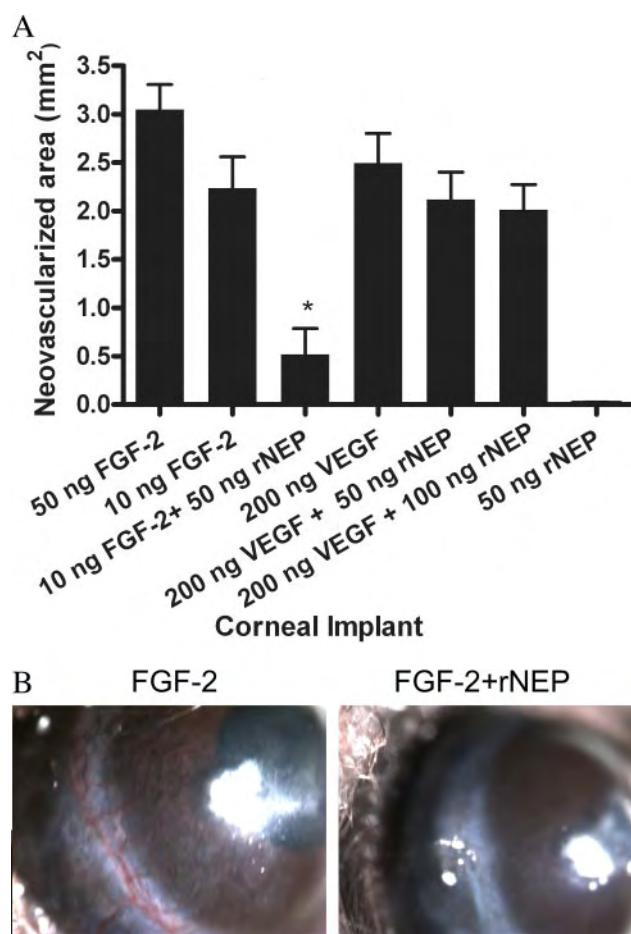 A
Neovascularized area (mm²)
3.5
3.0
2.5
2.0
1.5
1.0
0.5
0.0
*
50 ng FGF-2
10 ng FGF-2
10 ng FGF-2+ 50 ng rNEP
200 ng VEGF
200 ng VEGF + 50 ng rNEP
200 ng VEGF + 100 ng rNEP
50 ng rNEP
Corneal Implant
B
FGF-2
FGF-2+rNEP